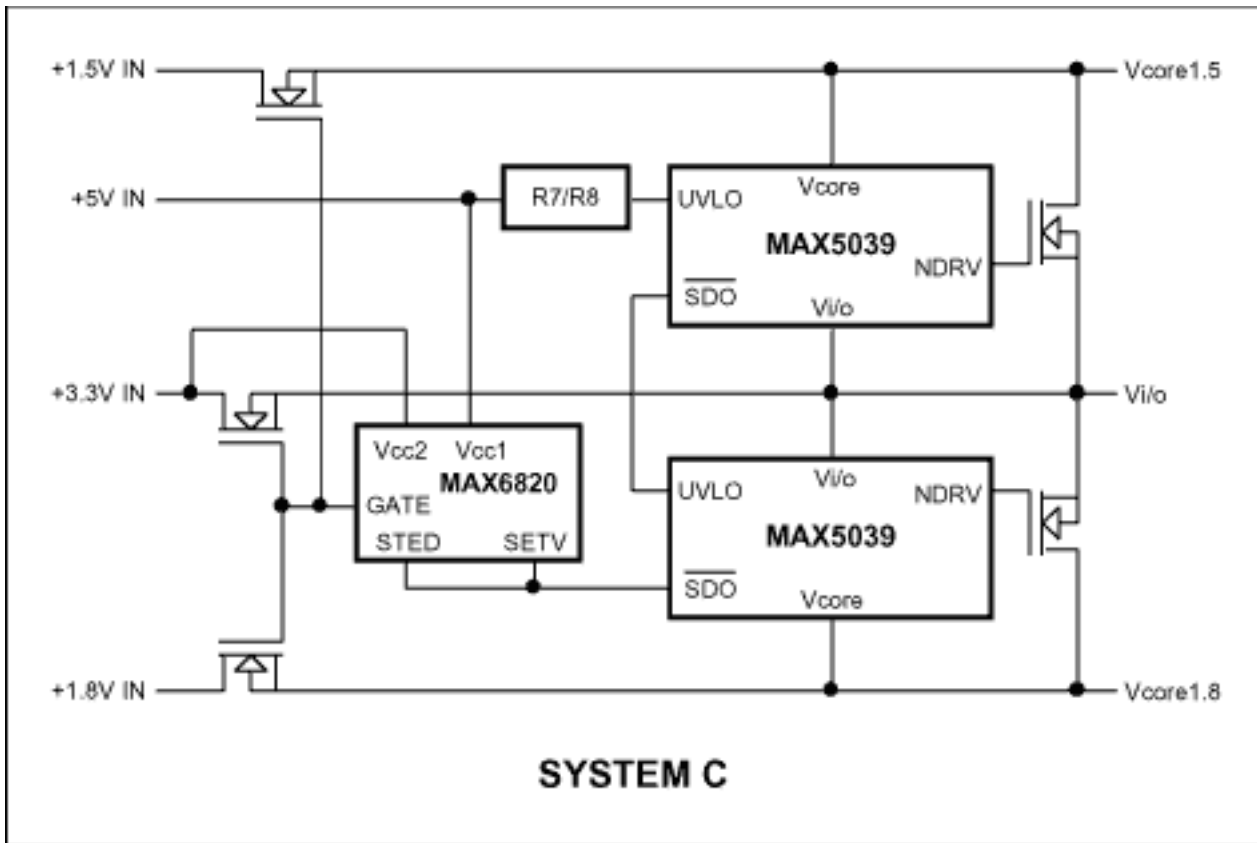 +1.5V IN
Vcore1.5
+5V IN
R7/R8
UVLO
Vcore
MAX5039
NDRV
SDO
Vi/o
+3.3V IN
Vi/o
Vcc2 Vcc1
MAX6820
GATE
STED SETV
UVLO
Vi/o
NDRV
MAX5039
SDO
Vcore
+1.8V IN
Vcore1.8
SYSTEM C